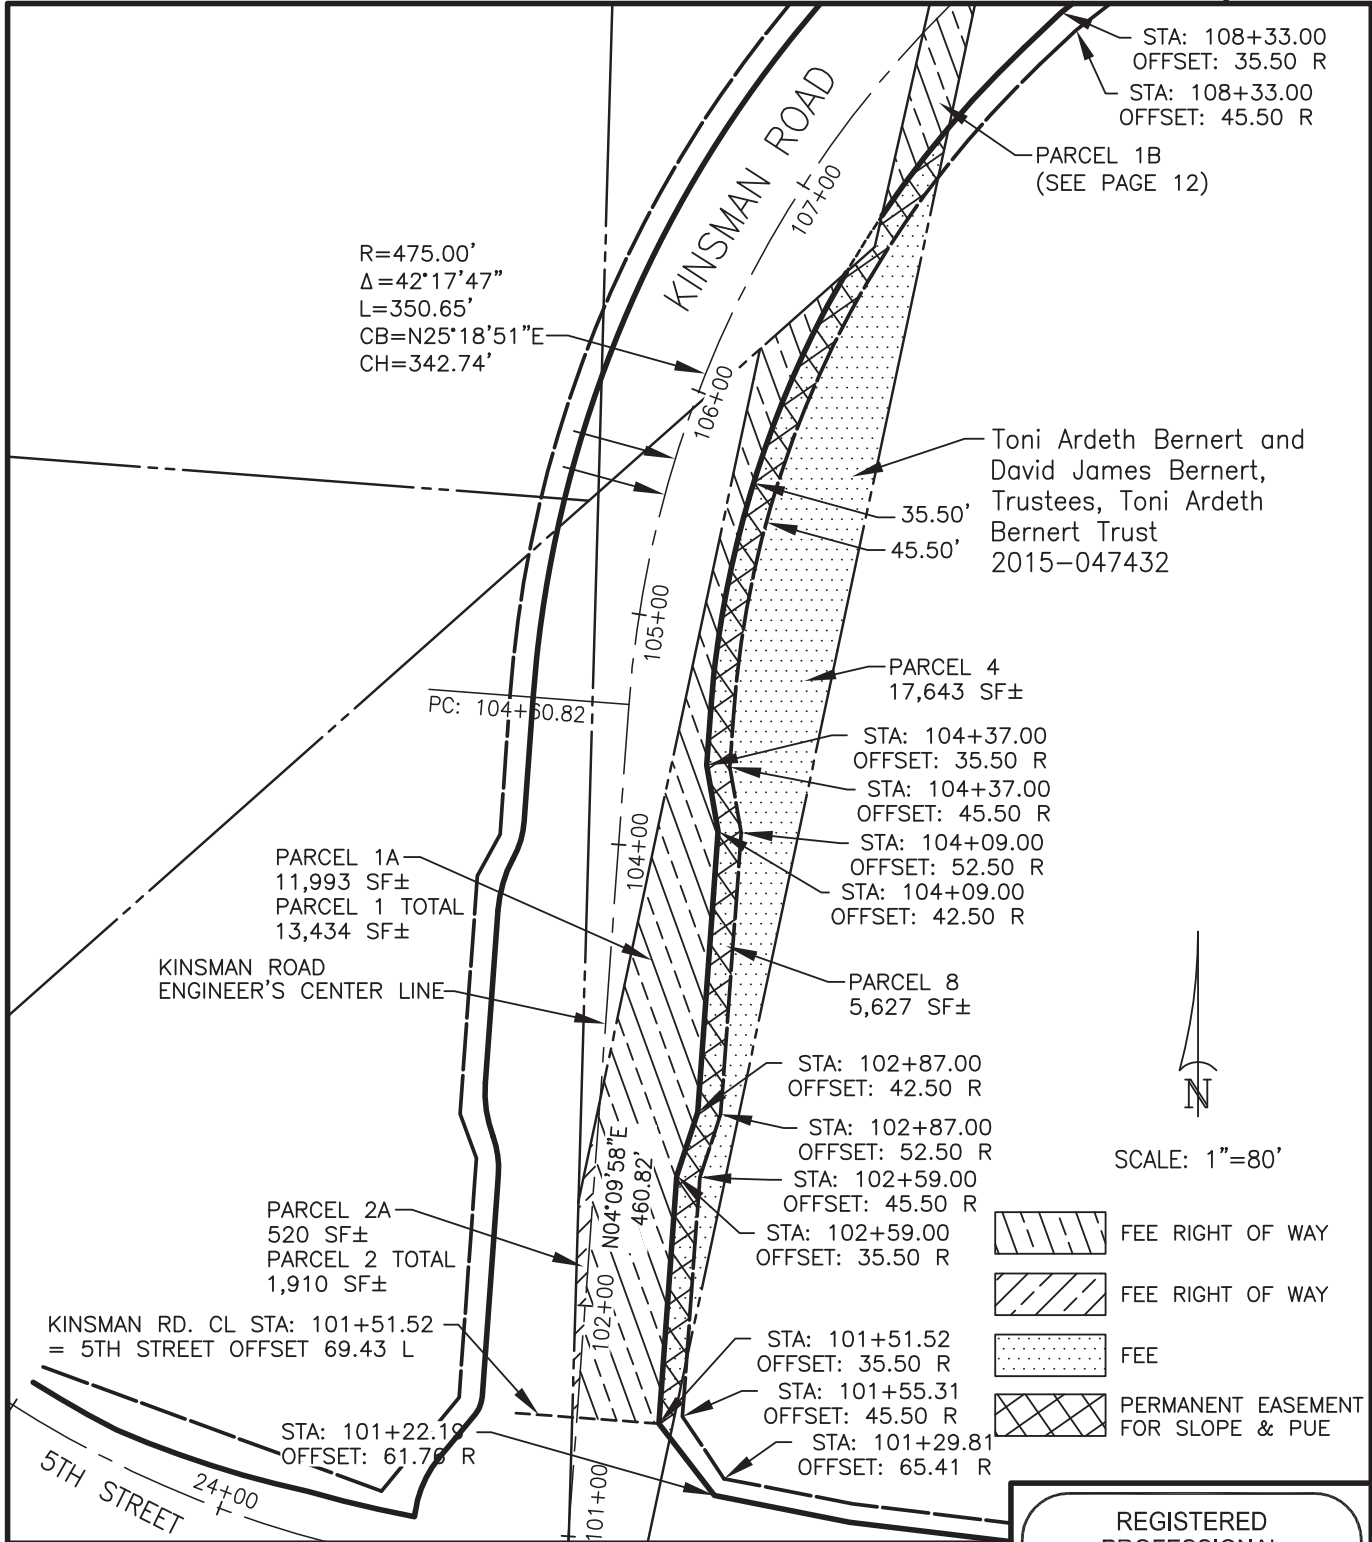 STA: 108+33.00
OFFSET: 35.50 R
STA: 108+33.00
OFFSET: 45.50 R
PARCEL 1B
(SEE PAGE 12)
KINSMAN ROAD
107+00
R=475.00'
Δ=42°17'47"
L=350.65'
CB=N25°18'51"E
CH=342.74'
106+00
Toni Ardeth Bernert and
David James Bernert,
Trustees, Toni Ardeth
Bernert Trust
2015-047432
35.50'
45.50'
105+00
PARCEL 4
17,643 SF±
PC: 104+60.82
STA: 104+37.00
OFFSET: 35.50 R
STA: 104+37.00
OFFSET: 45.50 R
STA: 104+09.00
OFFSET: 52.50 R
STA: 104+09.00
OFFSET: 42.50 R
104+00
PARCEL 1A
11,993 SF±
PARCEL 1 TOTAL
13,434 SF±
KINSMAN ROAD
ENGINEER'S CENTER LINE
PARCEL 8
5,627 SF±
STA: 102+87.00
OFFSET: 42.50 R
STA: 102+87.00
OFFSET: 52.50 R
STA: 102+59.00
OFFSET: 45.50 R
STA: 102+59.00
OFFSET: 35.50 R
N
SCALE: 1"=80'
N04°09'58"E
460.82'
PARCEL 2A
520 SF±
PARCEL 2 TOTAL
1,910 SF±
102+00
FEE RIGHT OF WAY
FEE RIGHT OF WAY
FEE
PERMANENT EASEMENT
FOR SLOPE & PUE
KINSMAN RD. CL STA: 101+51.52
= 5TH STREET OFFSET 69.43 L
STA: 101+51.52
OFFSET: 35.50 R
STA: 101+55.31
OFFSET: 45.50 R
STA: 101+29.81
OFFSET: 65.41 R
STA: 101+22.19
OFFSET: 61.76 R
101+00
24+00
5TH STREET
REGISTERED
PROFESSIONAL